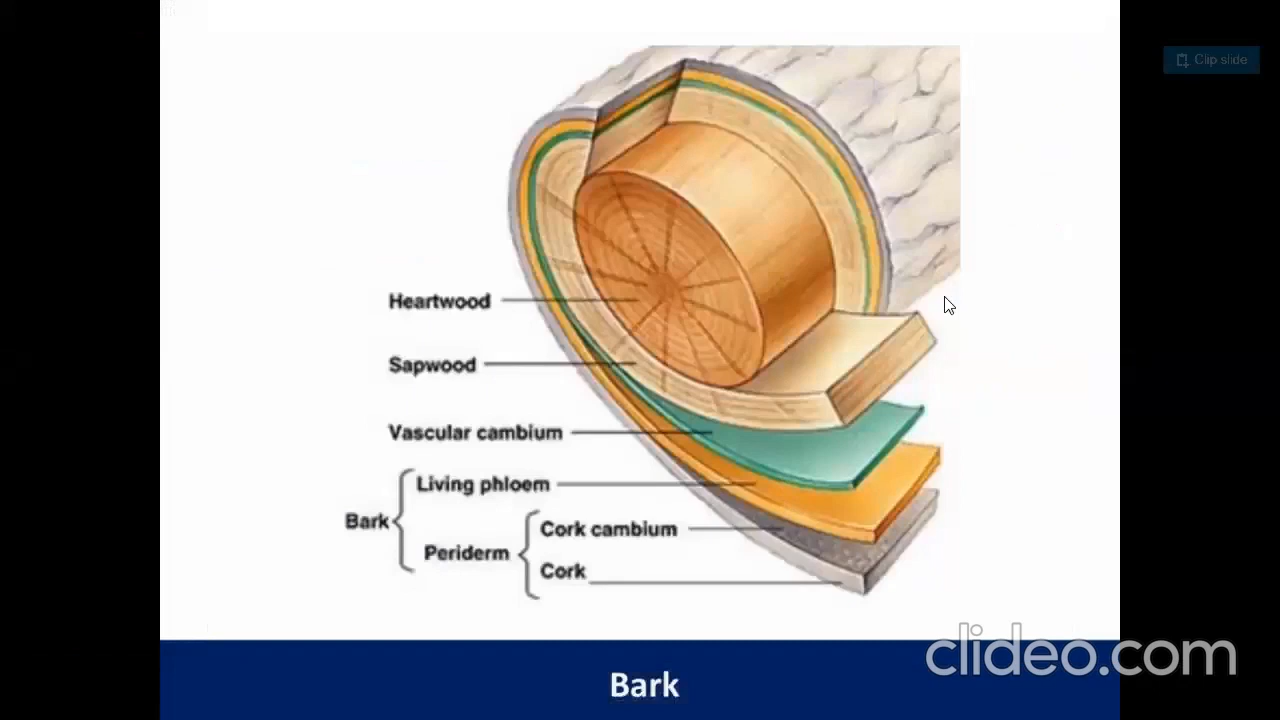 Clip slide
Heartwood
Sapwood
Vascular cambium
Living phloem
Bark
Cork cambium
Periderm
Cork
clideo.com
Bark